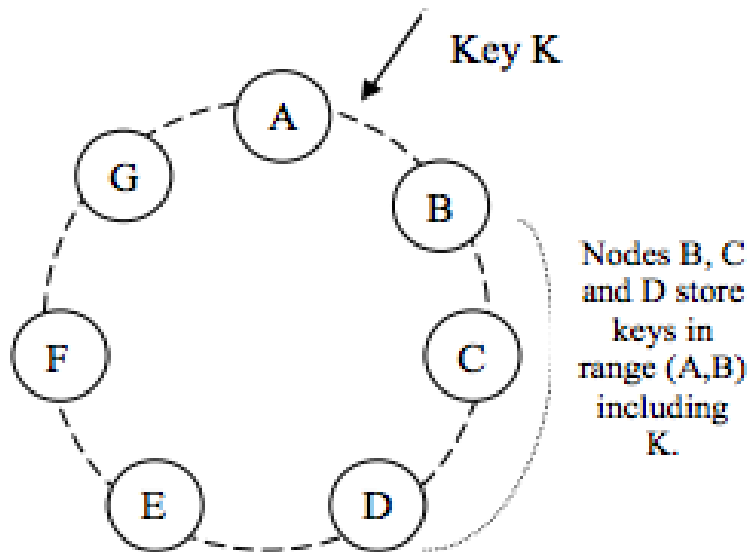 Key K
A
G
B
Nodes B, C
and D store
keys in
range (A,B)
including
K.
F
C
E
D